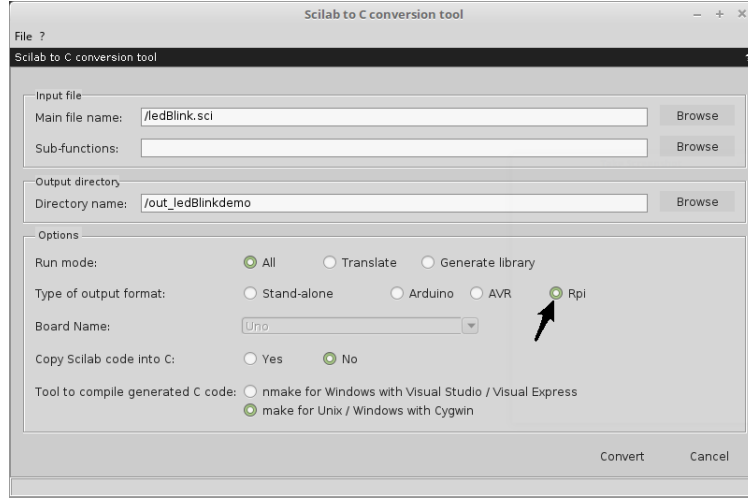 Scilab to C conversion tool
File ?
Scilab to C conversion tool ?
Input file
Main file name: /ledBlink.sci Browse
Sub-functions: Browse
Output directory
Directory name: /out_ledBlinkdemo Browse
Options
Run mode: All Translate Generate library
Type of output format: Stand-alone Arduino AVR Rpi
Board Name: Uno
Copy Scilab code into C: Yes No
Tool to compile generated C code: nmake for Windows with Visual Studio / Visual Express
make for Unix / Windows with Cygwin
Convert Cancel